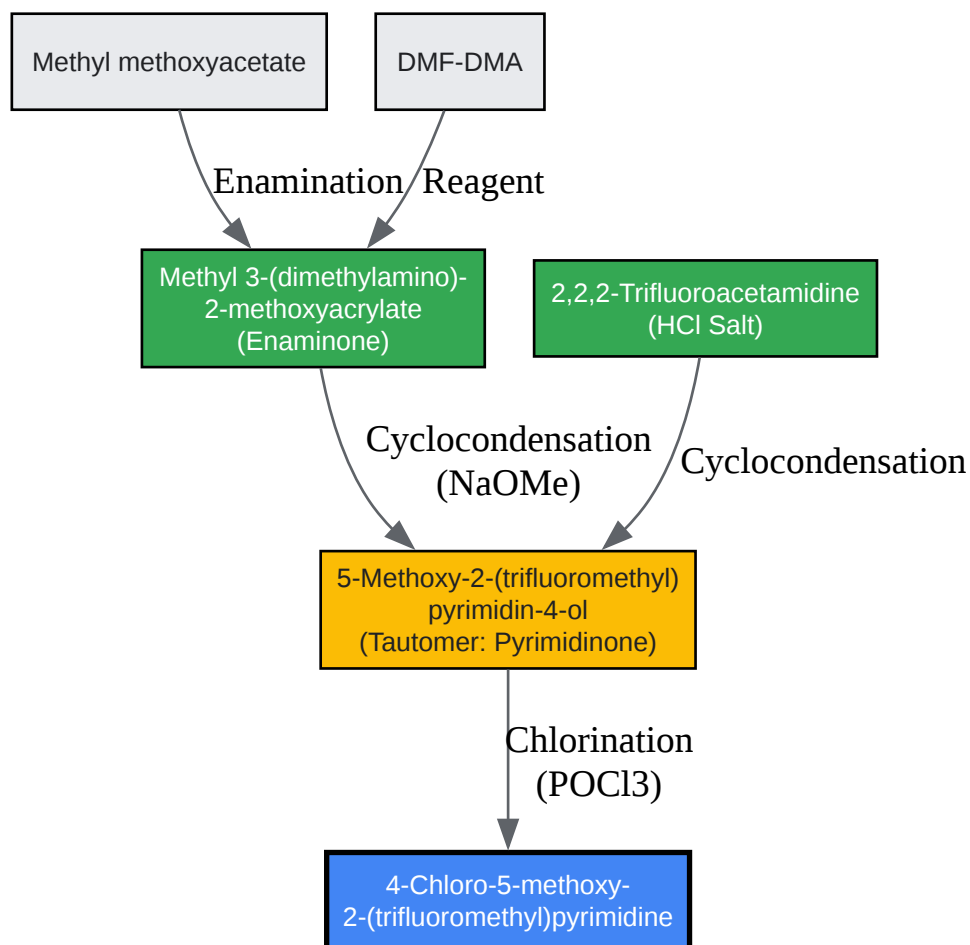 Methyl methoxyacetate
DMF-DMA
Enamination
Reagent
Methyl 3-(dimethylamino)-
2-methoxyacrylate
(Enaminone)
2,2,2-Trifluoroacetamidine
(HCl Salt)
Cyclocondensation
(NaOMe)
Cyclocondensation
5-Methoxy-2-(trifluoromethyl)
pyrimidin-4-ol
(Tautomer: Pyrimidinone)
Chlorination
(POCl3)
4-Chloro-5-methoxy-
2-(trifluoromethyl)pyrimidine